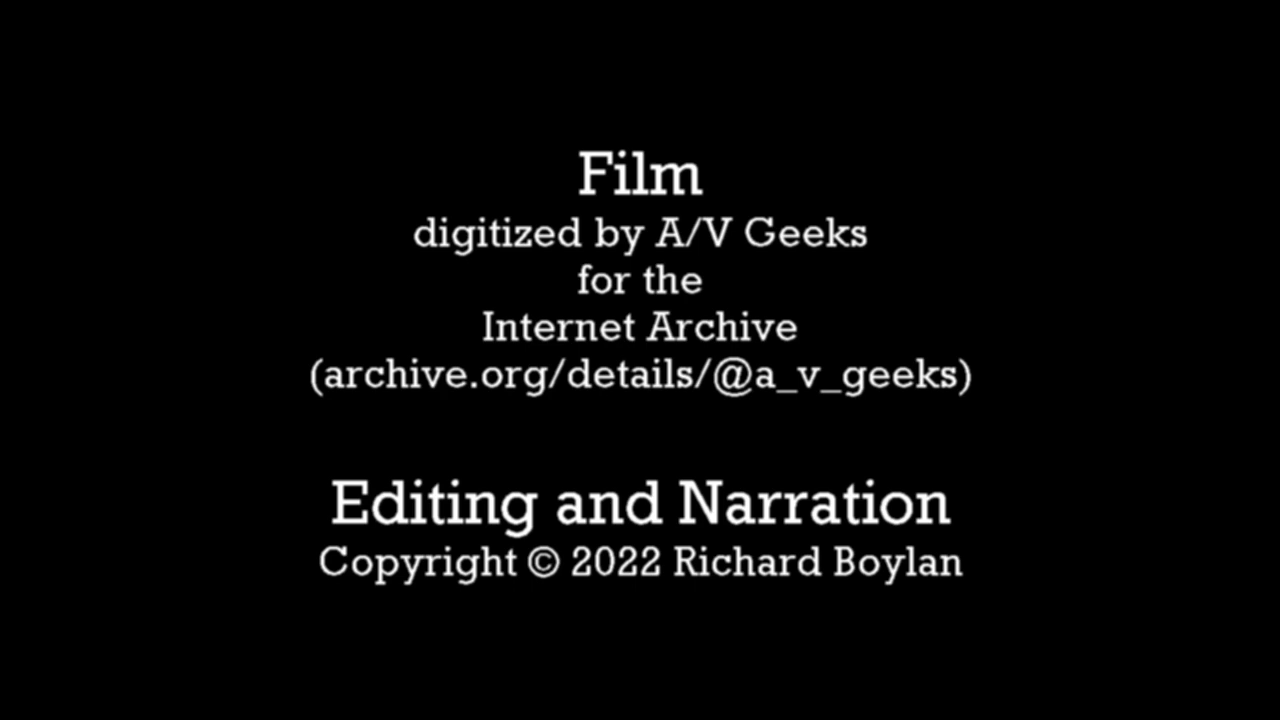 Film
digitized by A/V Geeks
for the
Internet Archive
(archive.org/details/@a_v_geeks)
Editing and Narration
Copyright © 2022 Richard Boylan